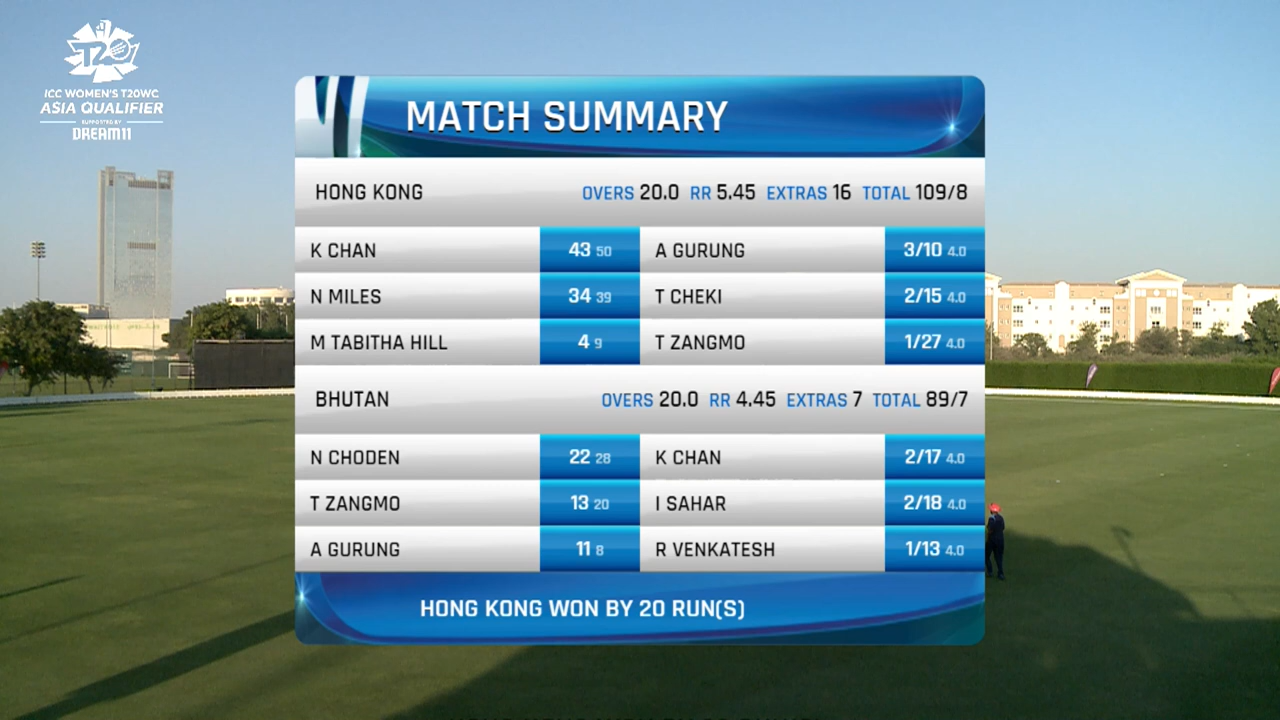 T20
ICC WOMEN'S T20WC
ASIA QUALIFIER
SUPPORTED BY
DREAM11
MATCH SUMMARY
HONG KONG OVERS 20.0 RR 5.45 EXTRAS 16 TOTAL 109/8
K CHAN 43 50 A GURUNG 3/10 4.0
N MILES 34 39 T CHEKI 2/15 4.0
M TABITHA HILL 4 9 T ZANGMO 1/27 4.0
BHUTAN OVERS 20.0 RR 4.45 EXTRAS 7 TOTAL 89/7
N CHODEN 22 28 K CHAN 2/17 4.0
T ZANGMO 13 20 I SAHAR 2/18 4.0
A GURUNG 11 8 R VENKATESH 1/13 4.0
HONG KONG WON BY 20 RUN(S)